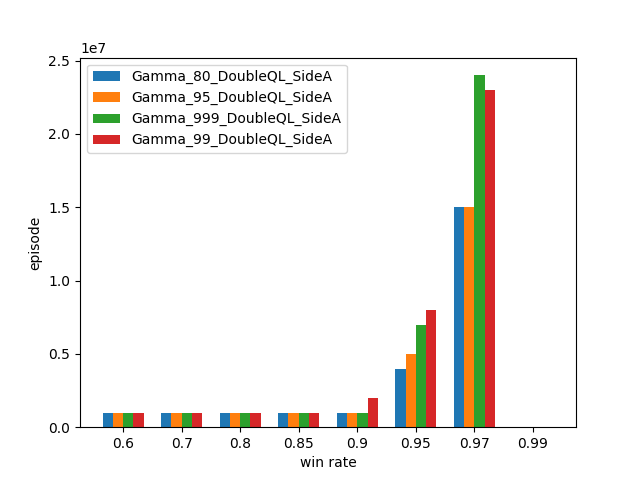 1e7
2.5
2.0
1.5
1.0
0.5
0.0
episode
Gamma_80_DoubleQL_SideA
Gamma_95_DoubleQL_SideA
Gamma_999_DoubleQL_SideA
Gamma_99_DoubleQL_SideA
0.6 0.7 0.8 0.85 0.9 0.95 0.97 0.99
win rate